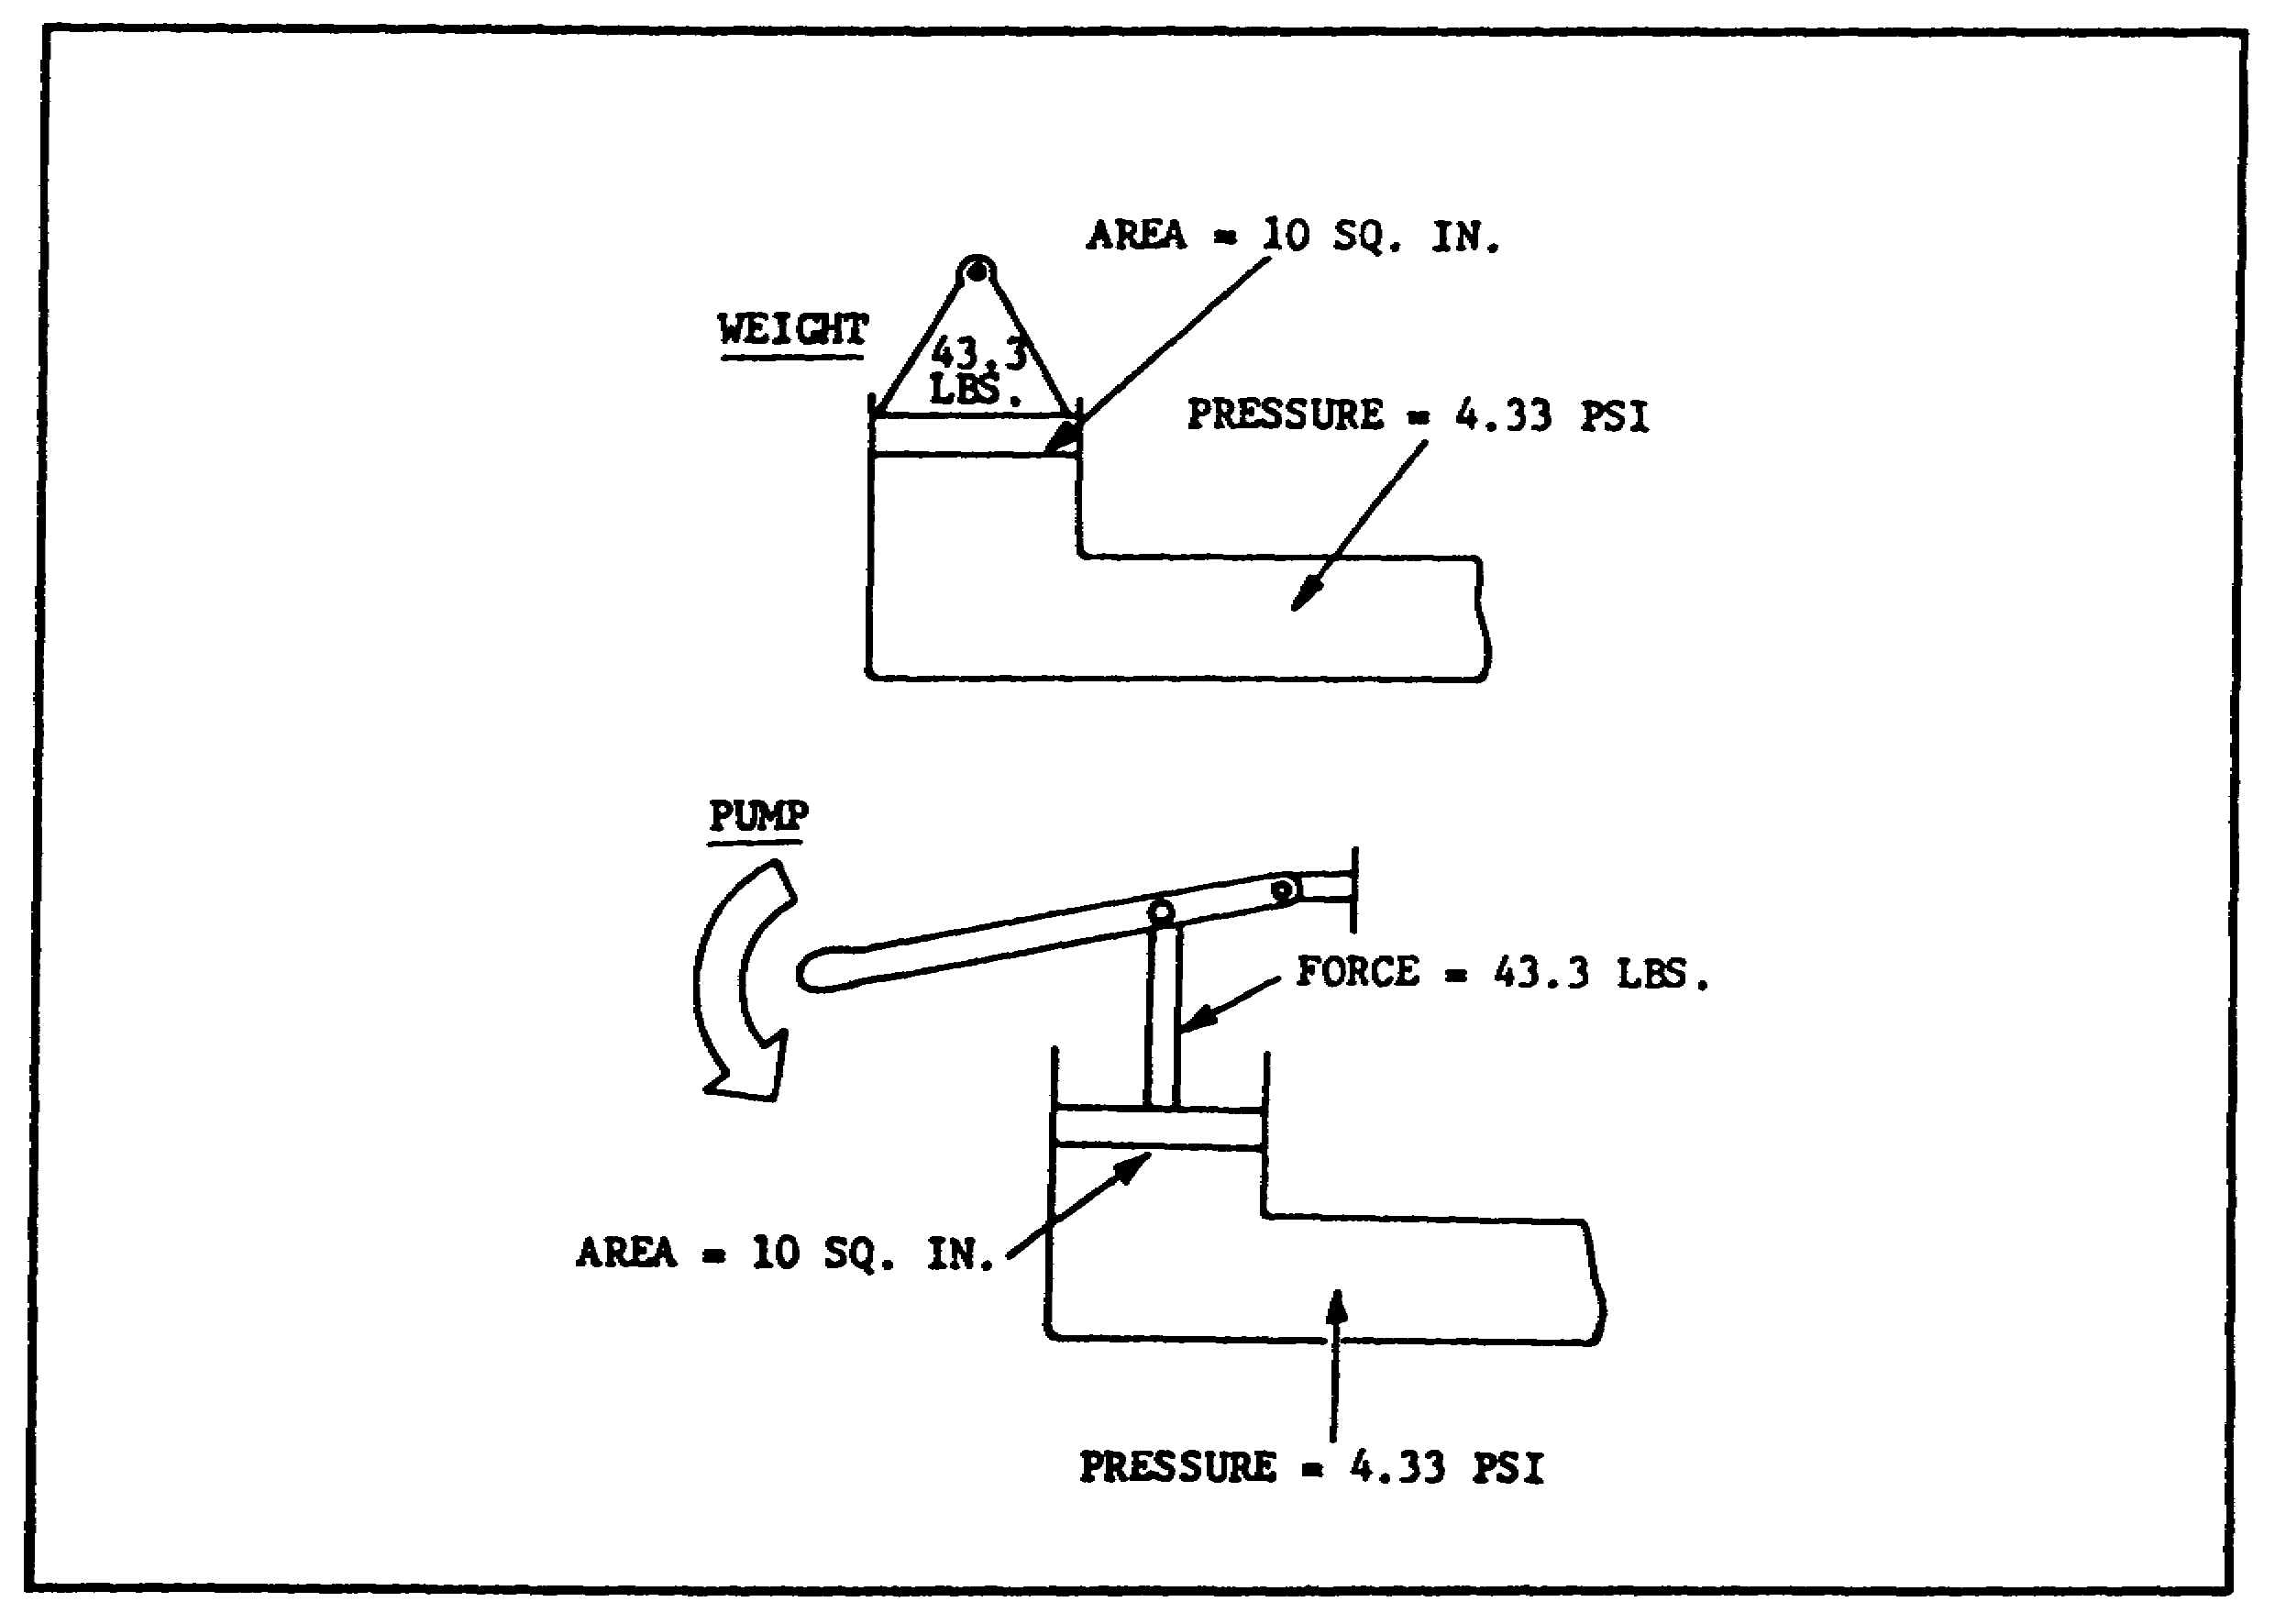 AREA = 10 SQ. IN.
WEIGHT
43.3
LBS.
PRESSURE = 4.33 PSI
PUMP
FORCE = 43.3 LBS.
AREA = 10 SQ. IN.
PRESSURE = 4.33 PSI